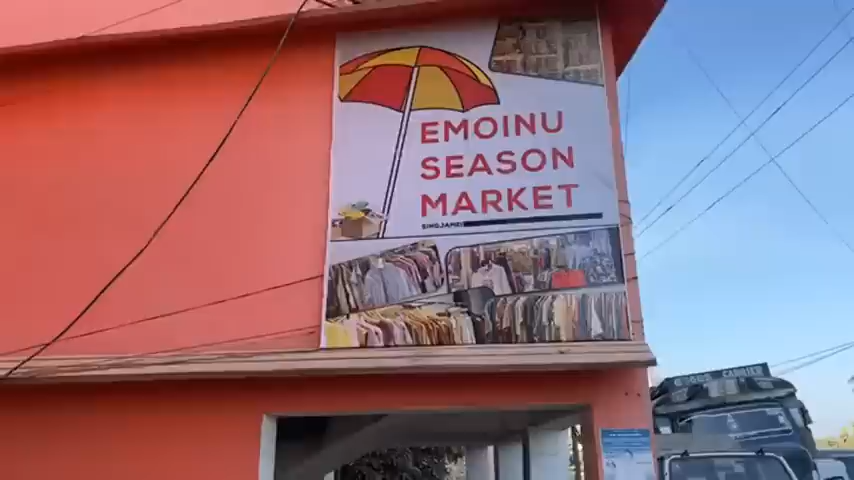 EMOINU
SEASON
MARKET
SINGJAMEI
GOODS CARRIER